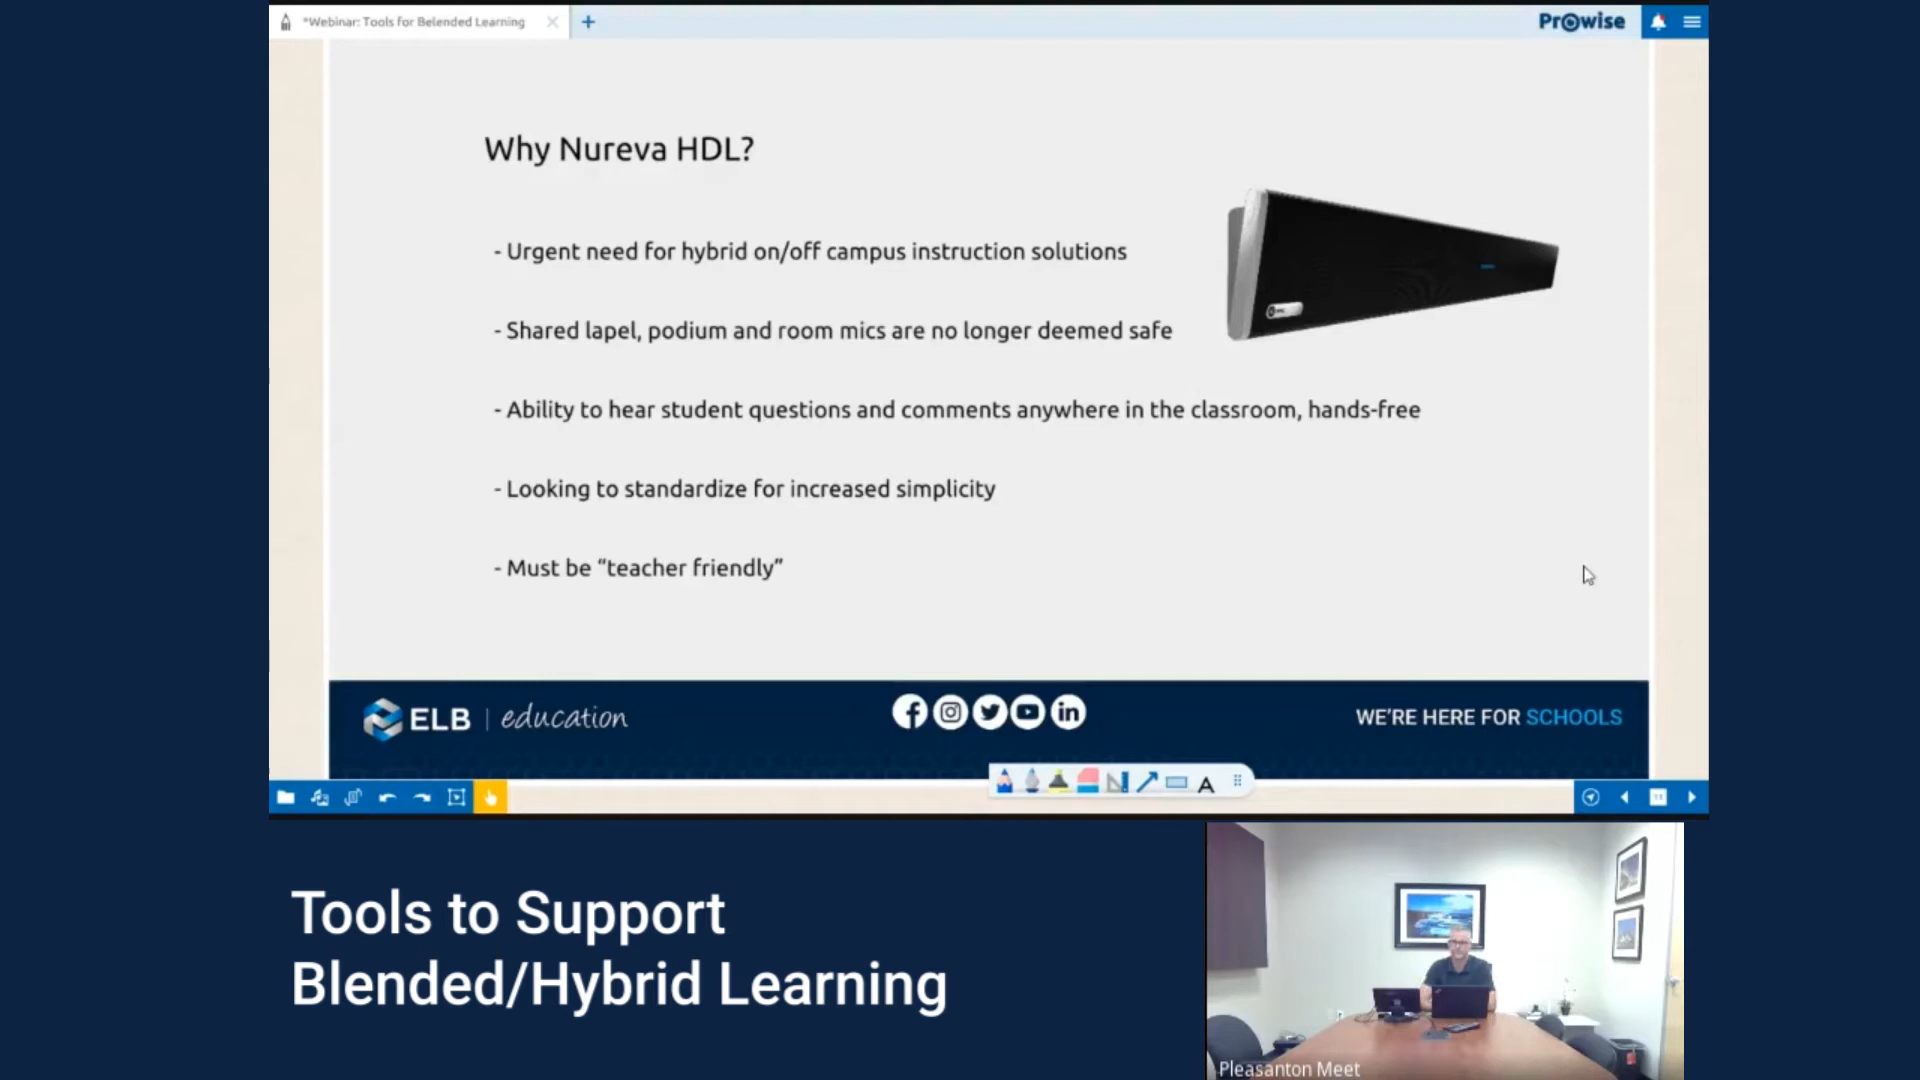 *Webinar: Tools for Belended Learning
Prowise
Why Nureva HDL?
- Urgent need for hybrid on/off campus instruction solutions
- Shared lapel, podium and room mics are no longer deemed safe
- Ability to hear student questions and comments anywhere in the classroom, hands-free
- Looking to standardize for increased simplicity
- Must be “teacher friendly”
ELB | education
WE'RE HERE FOR SCHOOLS
Tools to Support
Blended/Hybrid Learning
Pleasanton Meet